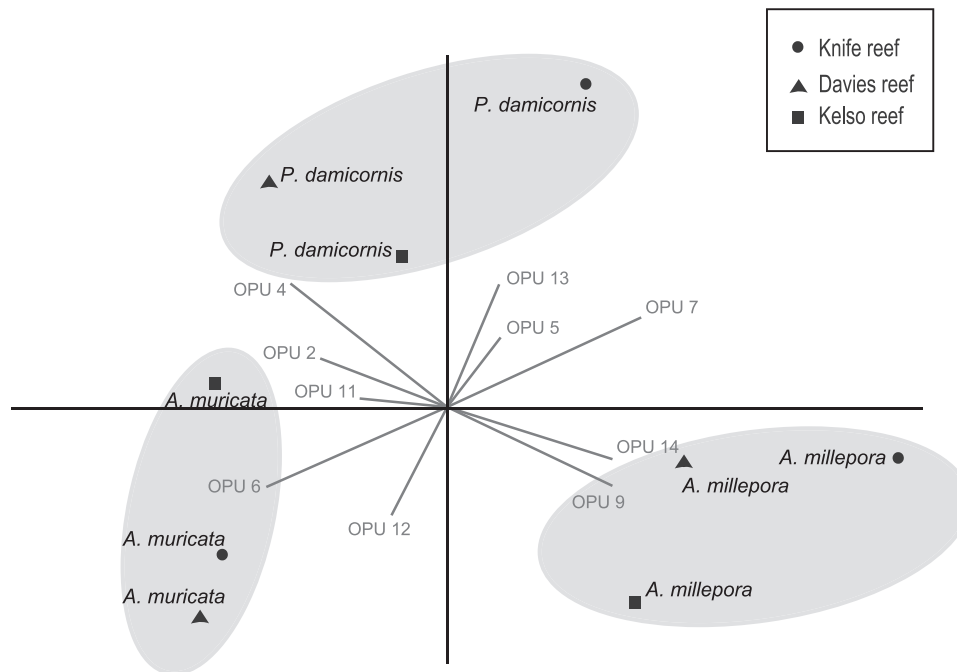 Knife reef
Davies reef
Kelso reef
P. damicornis
P. damicornis
P. damicornis
OPU 4
OPU 13
OPU 7
OPU 5
OPU 2
OPU 11
A. muricata
OPU 14
A. millepora
A. millepora
OPU 6
OPU 9
OPU 12
A. muricata
A. muricata
A. millepora